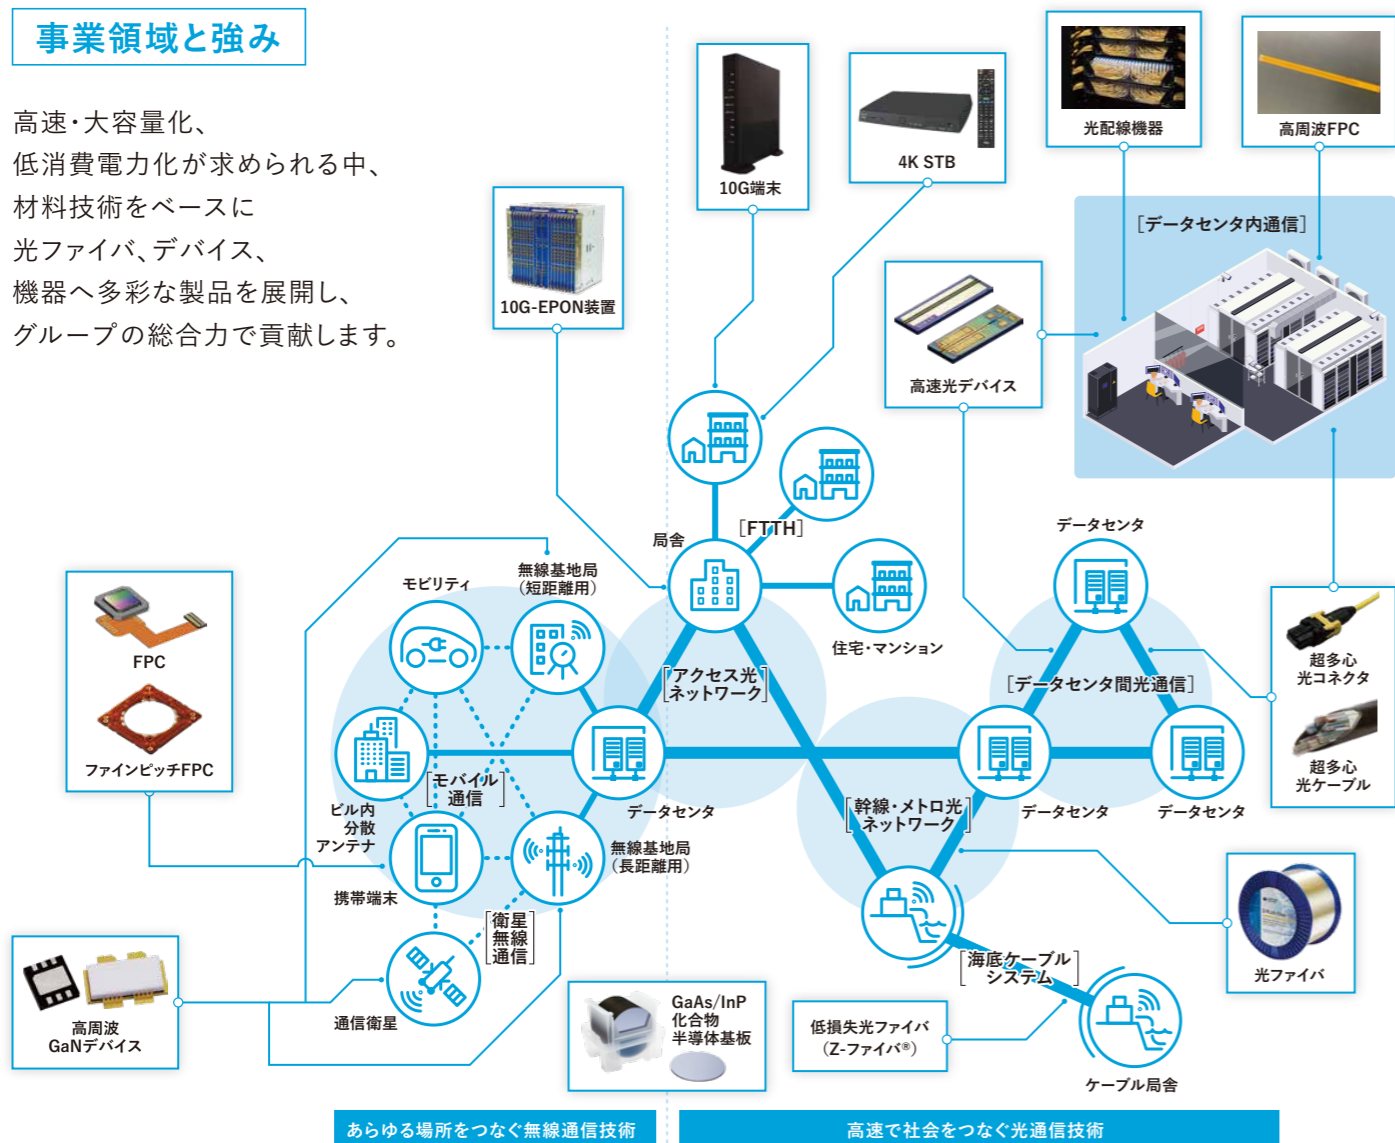 事業領域と強み
高速・大容量化、
低消費電力化が求められる中、
材料技術をベースに
光ファイバ、デバイス、
機器へ多彩な製品を展開し、
グループの総合力で貢献します。
10G-EPON装置
10G端末
4K STB
光配線機器
高周波FPC
[データセンタ内通信]
高速光デバイス
[FTTH]
局舎
住宅・マンション
データセンタ
モビリティ
無線基地局
（短距離用）
FPC
ファインピッチFPC
[アクセス光
ネットワーク]
[データセンタ間光通信]
超多心
光コネクタ
超多心
光ケーブル
[モバイル
通信]
ビル内
分散
アンテナ
データセンタ
[幹線・メトロ光
ネットワーク]
データセンタ
データセンタ
携帯端末
無線基地局
（長距離用）
[衛星
無線
通信]
通信衛星
高周波
GaNデバイス
GaAs/InP
化合物
半導体基板
[海底ケーブル
システム]
光ファイバ
低損失光ファイバ
（Z-ファイバ®）
ケーブル局舎
あらゆる場所をつなぐ無線通信技術
高速で社会をつなぐ光通信技術